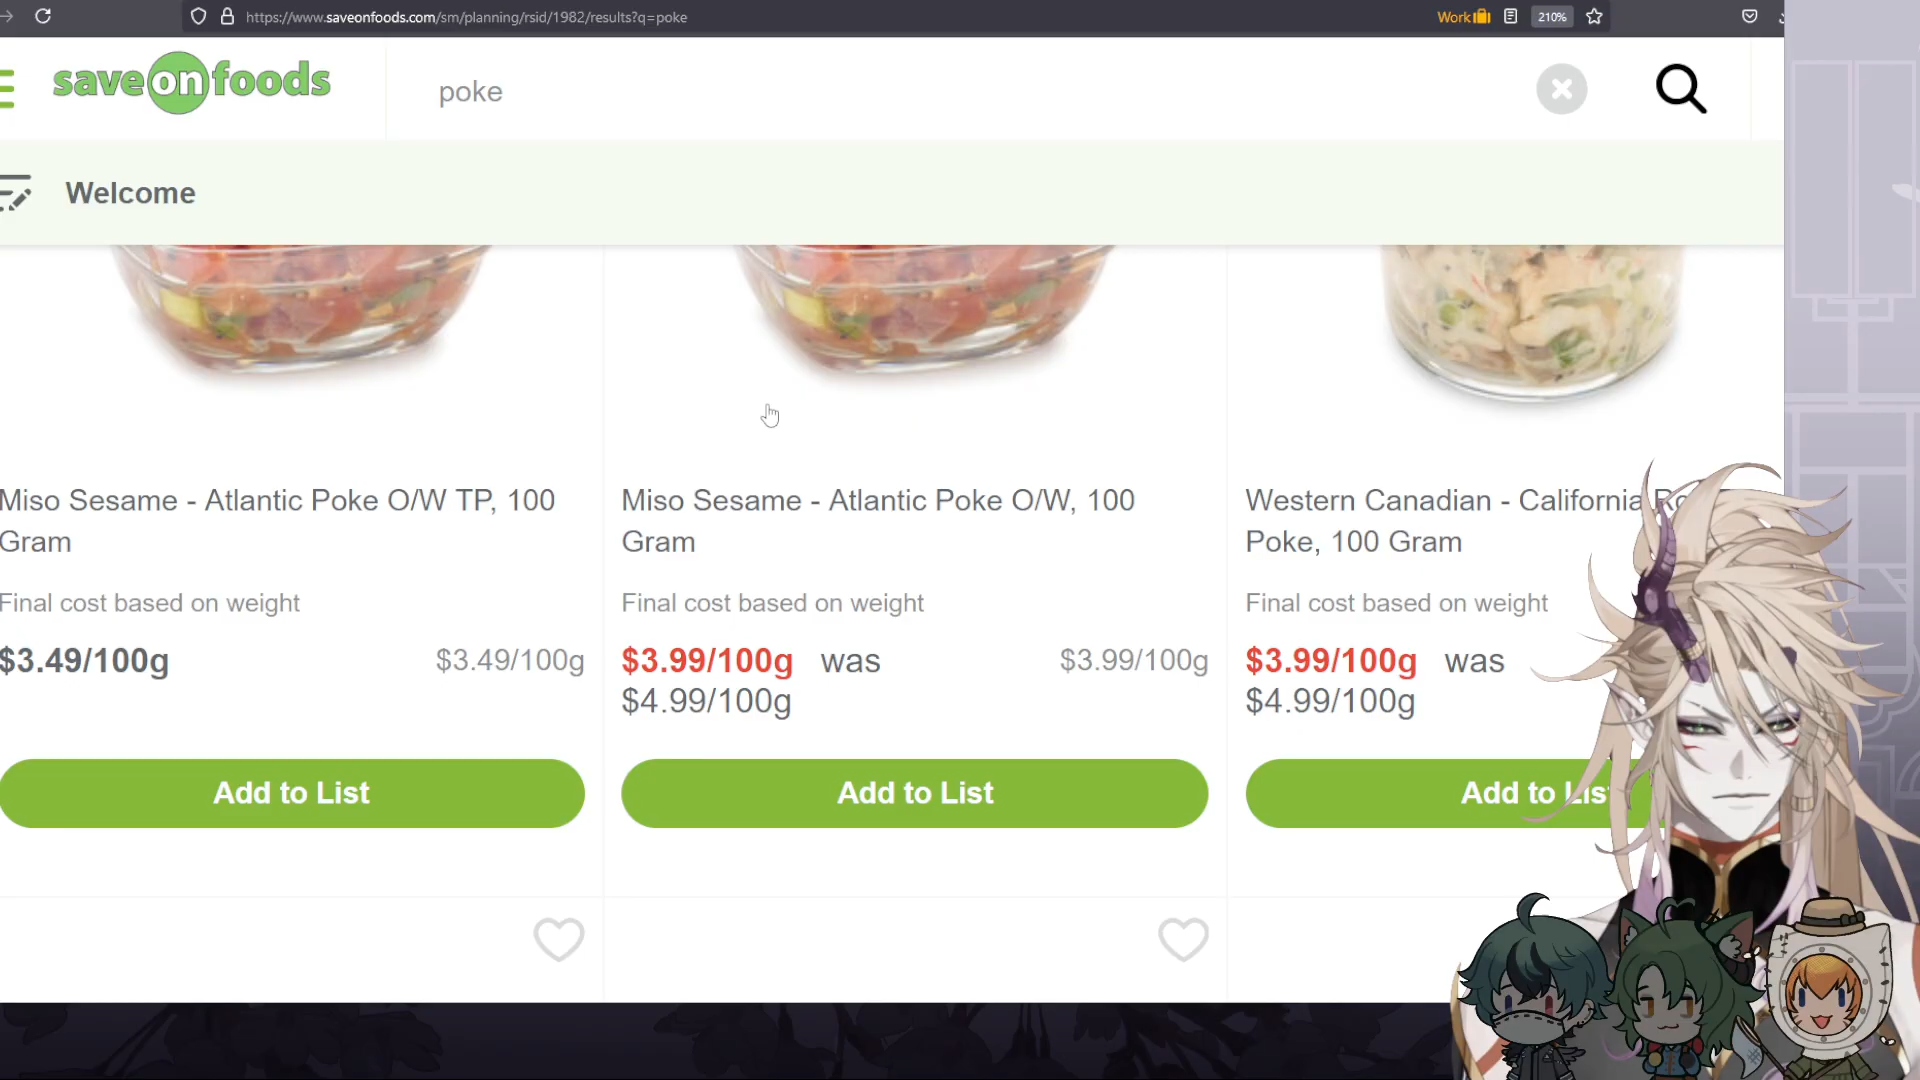 https://www.saveonfoods.com/sm/planning/rsid/1982/results?q=poke
Work
210%
save on foods
poke
Welcome
Miso Sesame - Atlantic Poke O/W TP, 100
Gram
Final cost based on weight
$3.49/100g
$3.49/100g
Add to List
Miso Sesame - Atlantic Poke O/W, 100
Gram
Final cost based on weight
$3.99/100g was
$3.99/100g
$4.99/100g
Add to List
Western Canadian - California
Poke, 100 Gram
Final cost based on weight
$3.99/100g was
$4.99/100g
Add to List